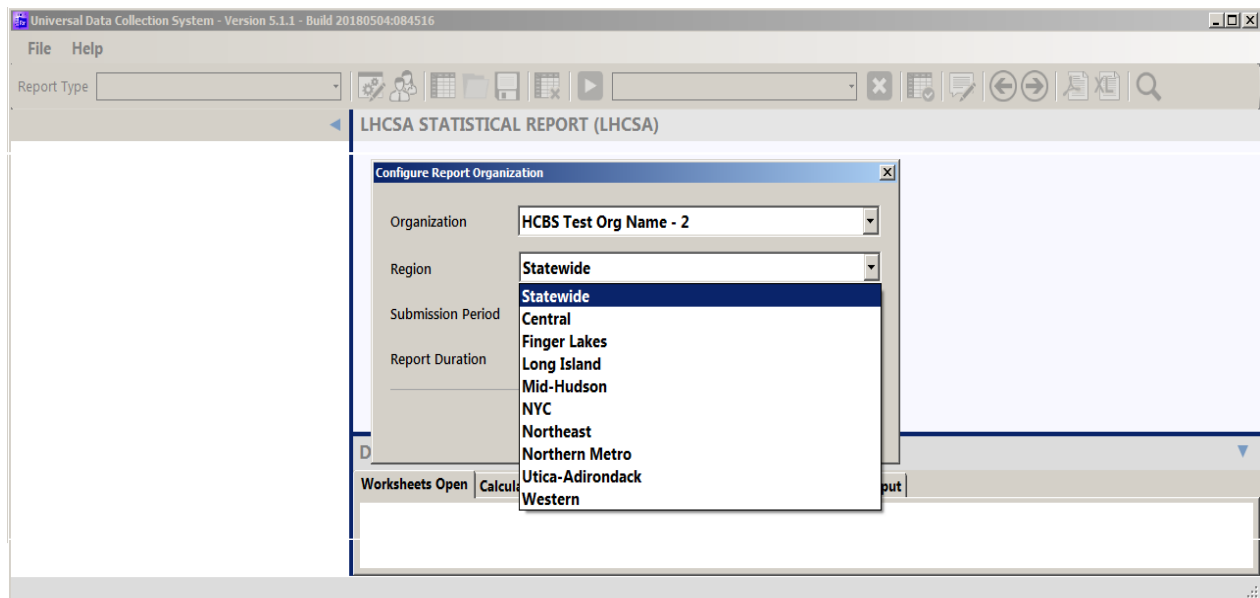 Universal Data Collection System - Version 5.1.1 - Build 20180504:084516
File Help
Report Type
LHCSA STATISTICAL REPORT (LHCSA)
Configure Report Organization
Organization HCBS Test Org Name - 2
Region Statewide
Statewide
Submission Period
Central
Finger Lakes
Report Duration
Long Island
Mid-Hudson
NYC
Northeast
Northern Metro
Utica-Adirondack
Western
D
Worksheets Open Calcula put